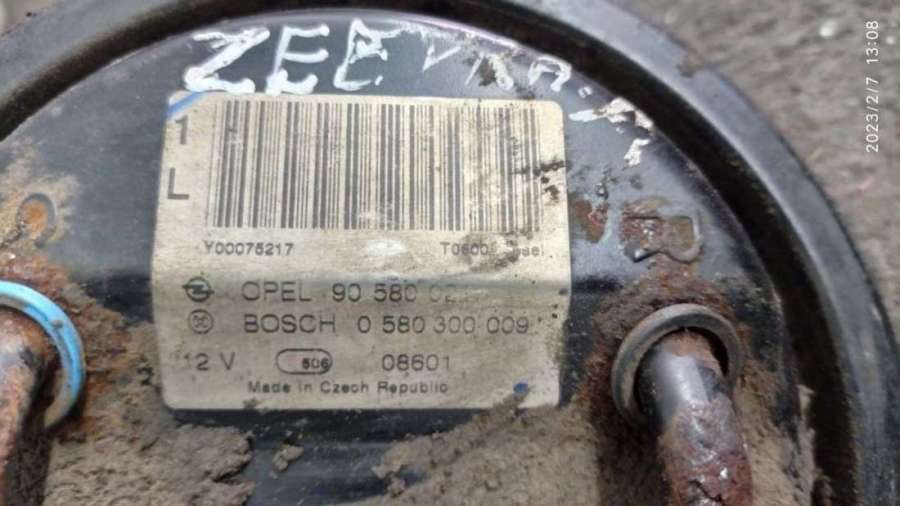 ZEE
1
L
Y00075217
OPEL 90 580
BOSCH 0 580 300 009
12 V 506 08601
Made in Czech Republic
2023/2/7 13:08